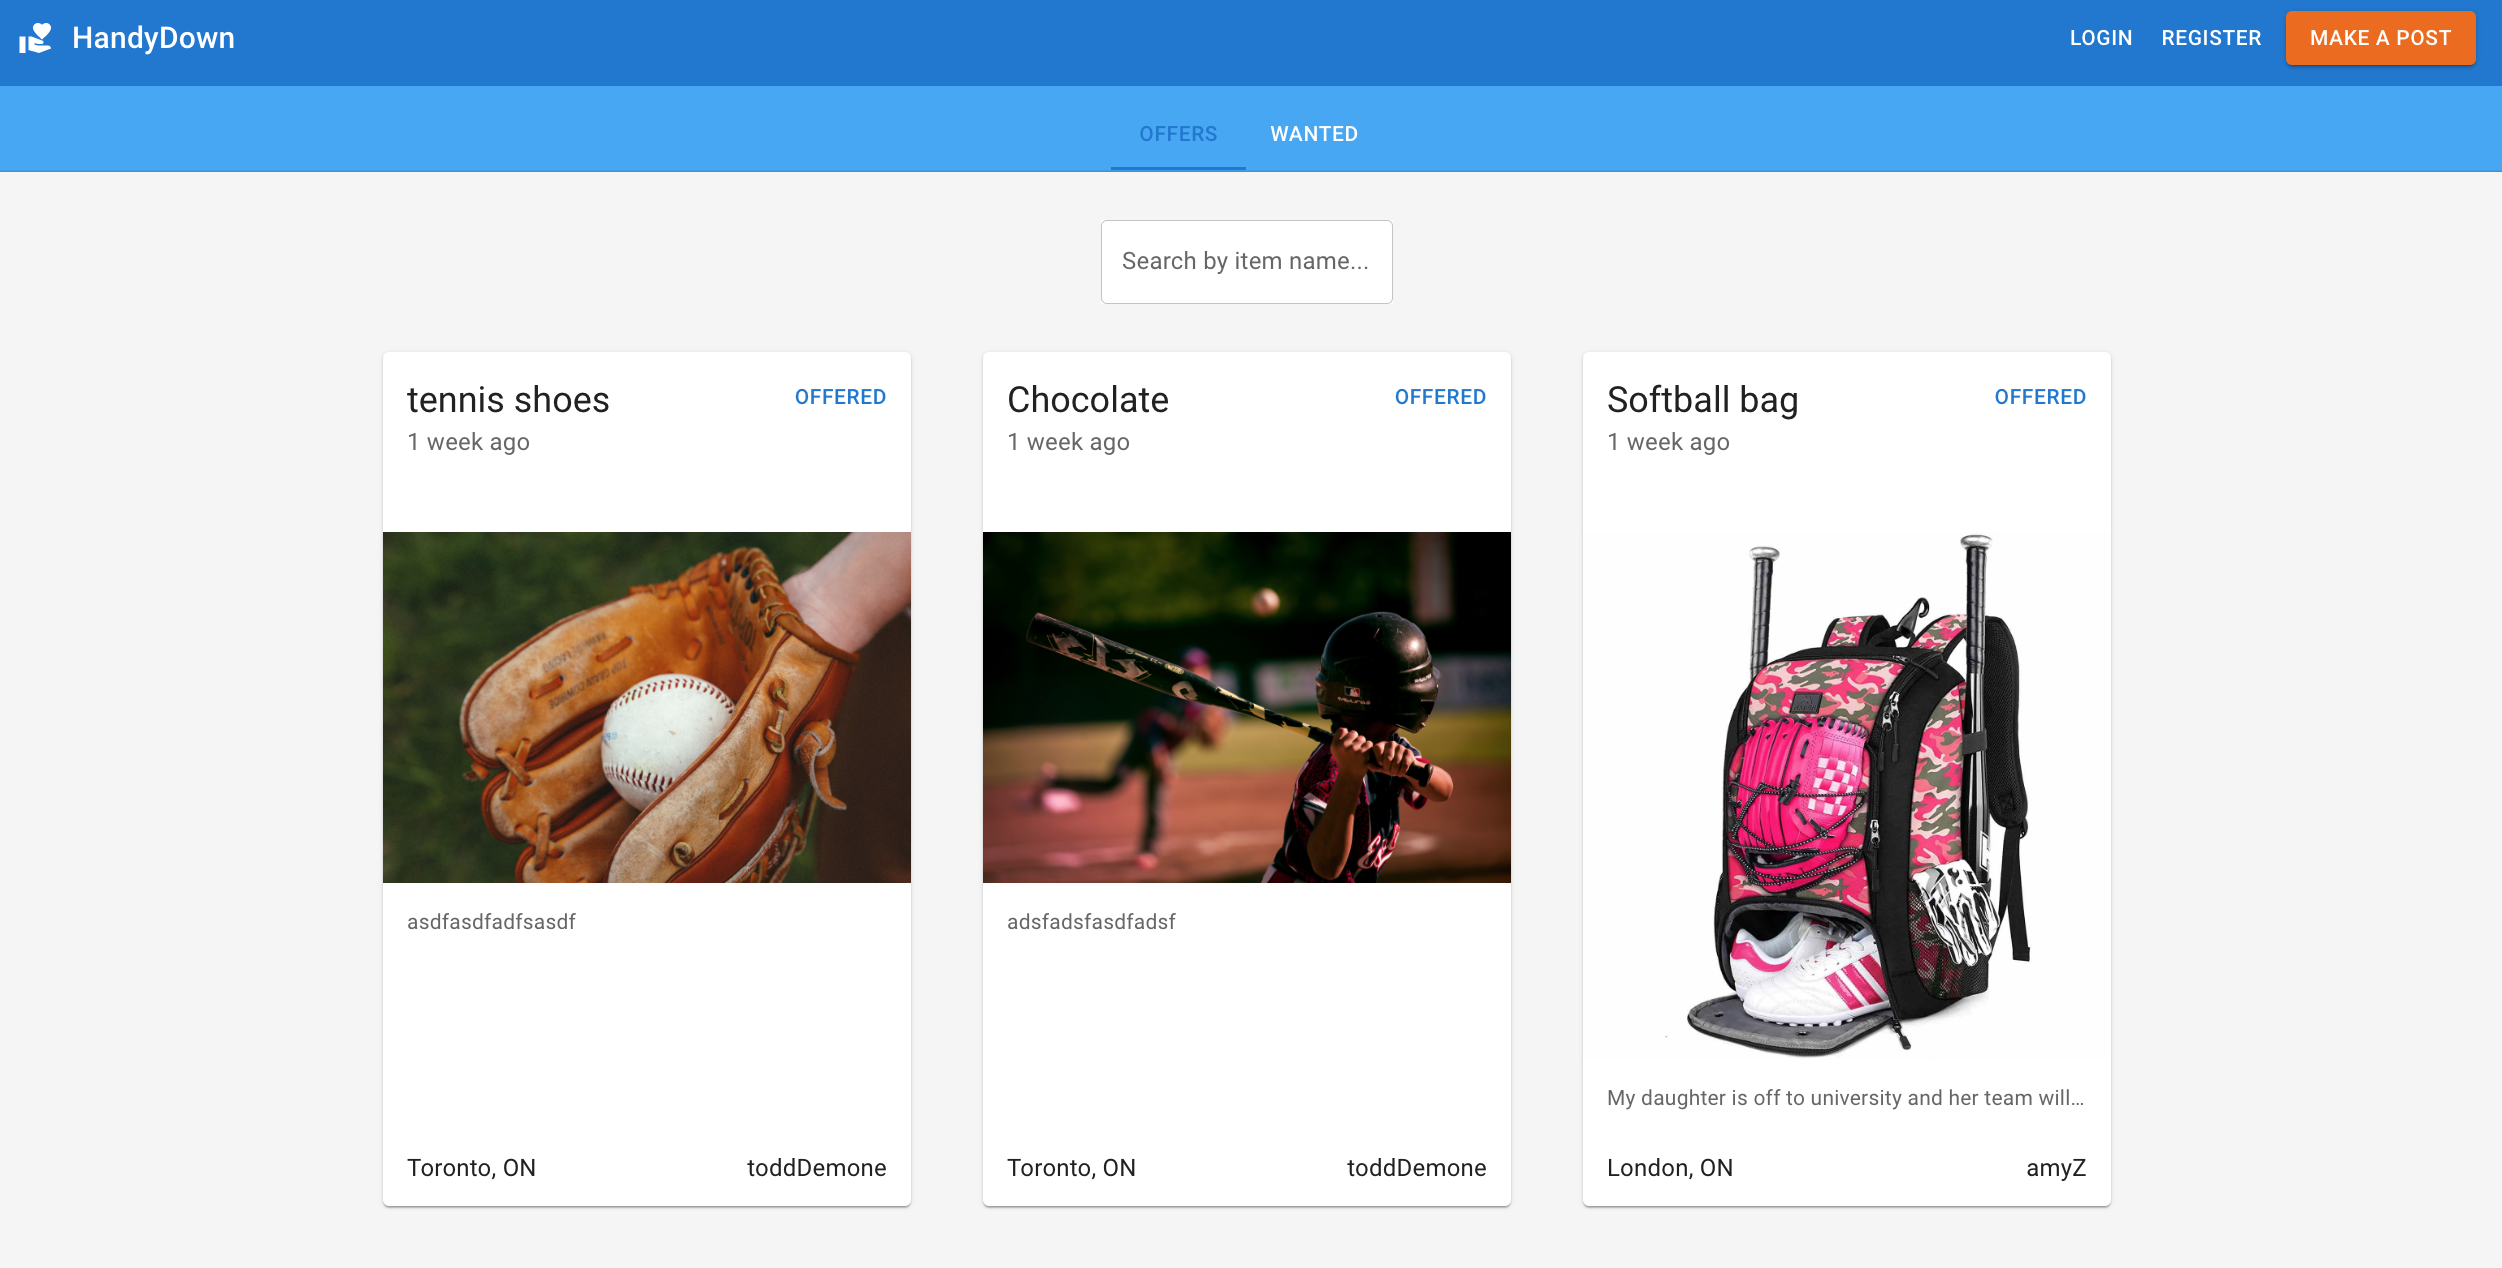 HandyDown
LOGIN REGISTER MAKE A POST
OFFERS WANTED
Search by item name...
tennis shoes OFFERED
1 week ago
asdfasdfadfsasdf
Toronto, ON toddDemone
Chocolate OFFERED
1 week ago
adsfadsfasdfadsf
Toronto, ON toddDemone
Softball bag OFFERED
1 week ago
My daughter is off to university and her team will...
London, ON amyZ